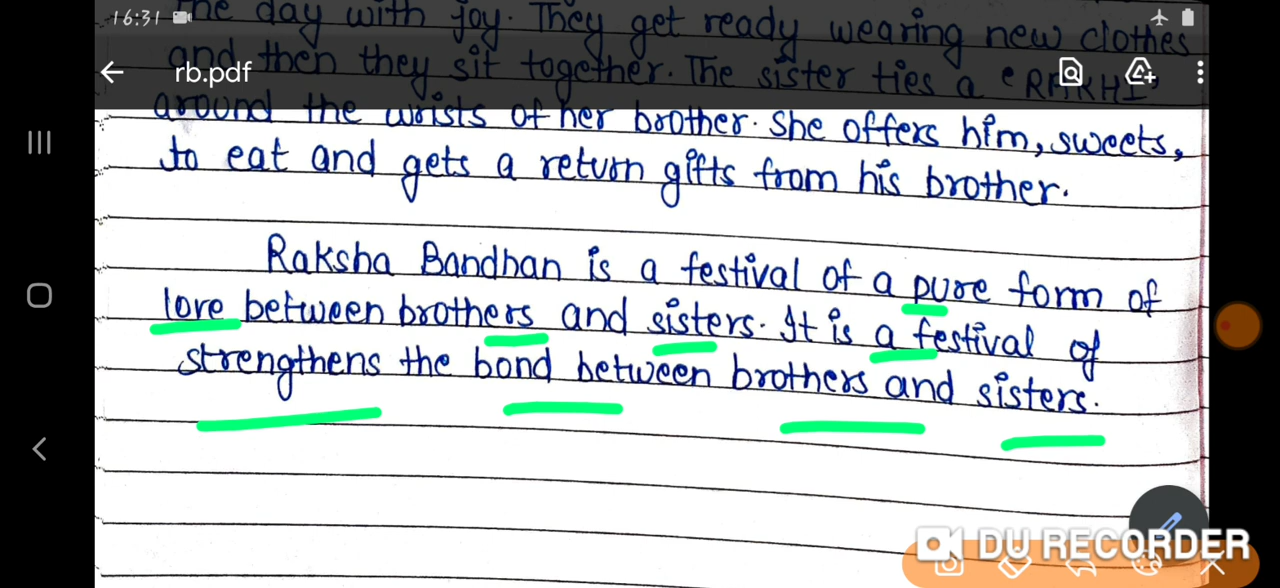 16:31
the day with joy. They get ready wearing new clothes
rb.pdf
and then they sit together. The sister ties a "RAKHI"
around the wrists of her brother. She offers him, sweets,
to eat and gets a return gifts from his brother.
Raksha Bandhan is a festival of a pure form of
love between brothers and sisters. It is a festival of
strengthens the bond between brothers and sisters.
DU RECORDER